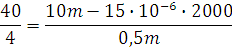 40/4 = (10m − 15 · 10⁻⁶ · 2000)/0,5m